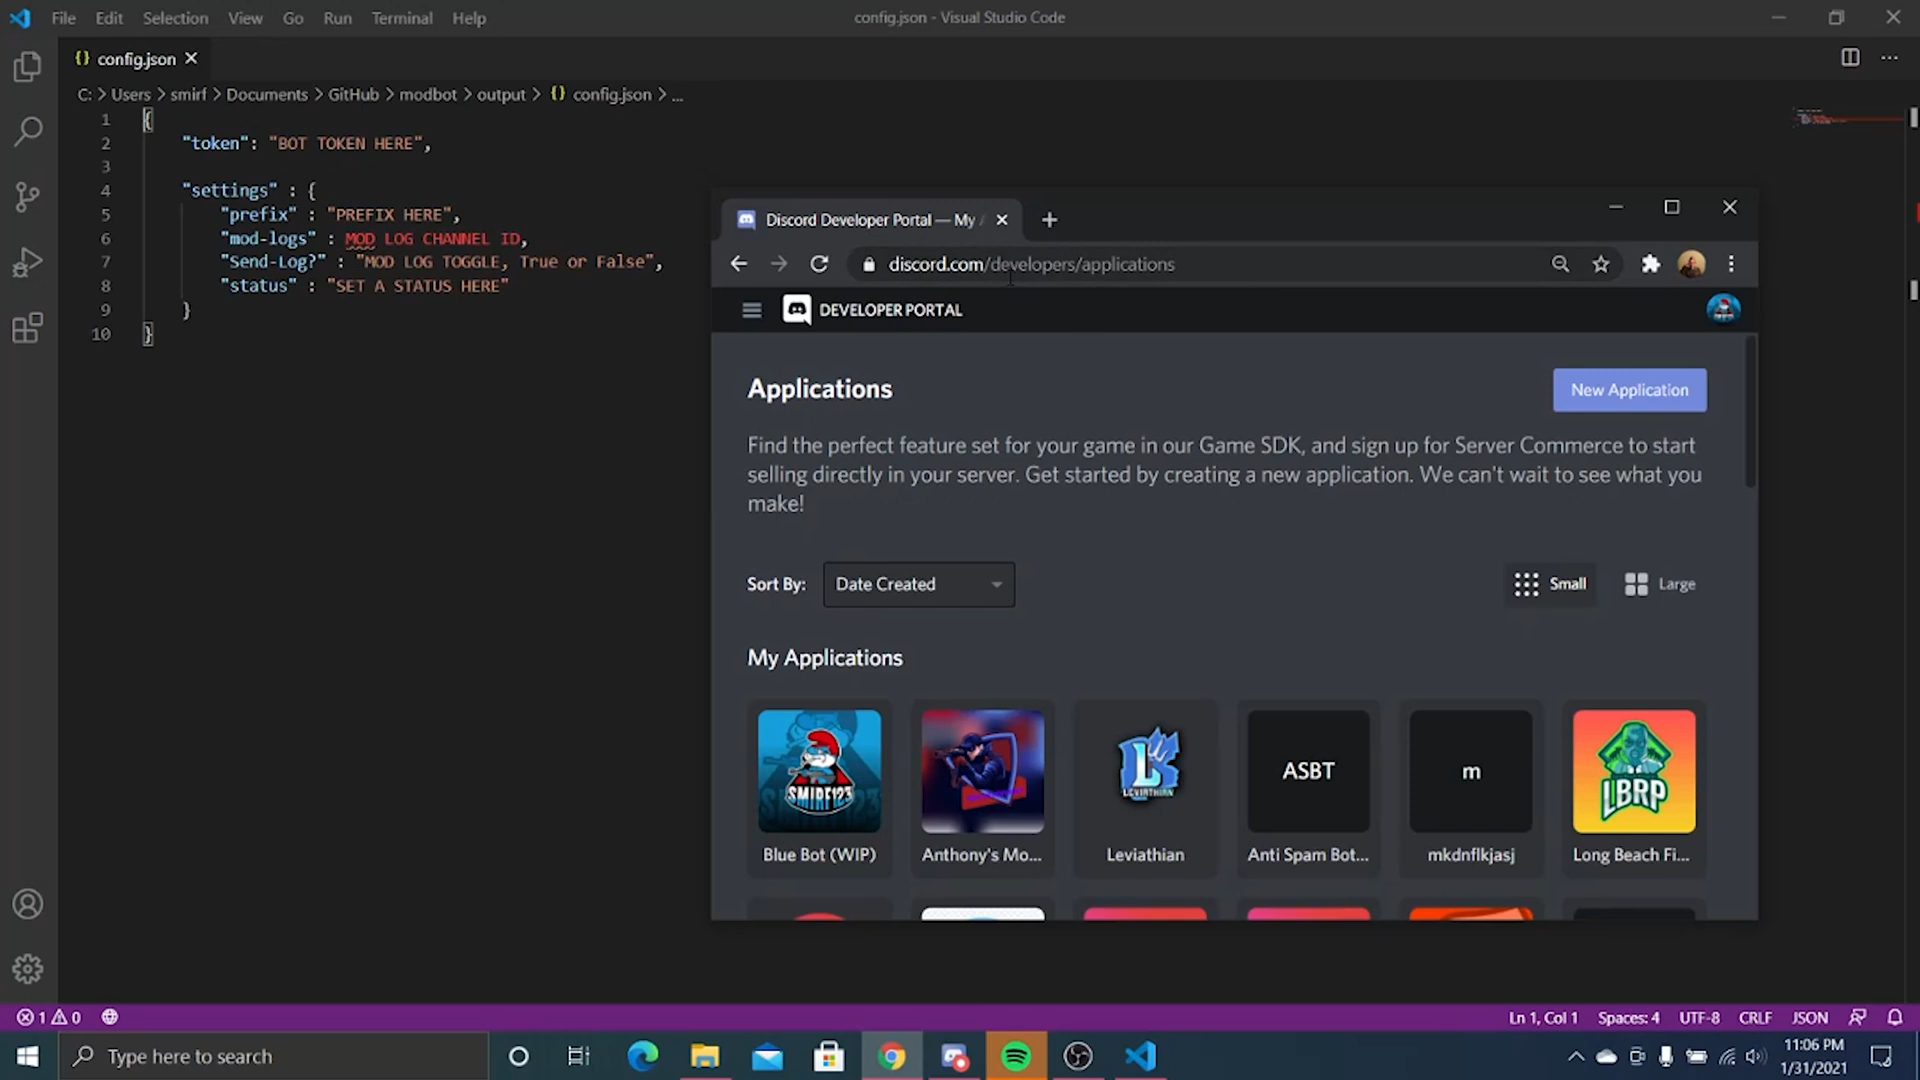 File Edit Selection View Go Run Terminal Help
config.json - Visual Studio Code
{} config.json
C: > Users > smirf > Documents > GitHub > modbot > output > {} config.json > ...
1 {
2 "token": "BOT TOKEN HERE",
3
4 "settings" : {
5 "prefix" : "PREFIX HERE",
6 "mod-logs" : MOD LOG CHANNEL ID,
7 "Send-Log?" : "MOD LOG TOGGLE, True or False",
8 "status" : "SET A STATUS HERE"
9 }
10 }
Discord Developer Portal — My
discord.com/developers/applications
DEVELOPER PORTAL
Applications
New Application
Find the perfect feature set for your game in our Game SDK, and sign up for Server Commerce to start
selling directly in your server. Get started by creating a new application. We can't wait to see what you
make!
Sort By: Date Created
Small Large
My Applications
SMIRF123
LEVIATHIAN
ASBT
m
LBRP
Blue Bot (WIP) Anthony's Mo... Leviathian Anti Spam Bot... mkdnflkjasj Long Beach Fi...
1 0
Ln 1, Col 1 Spaces: 4 UTF-8 CRLF JSON
Type here to search
11:06 PM
1/31/2021